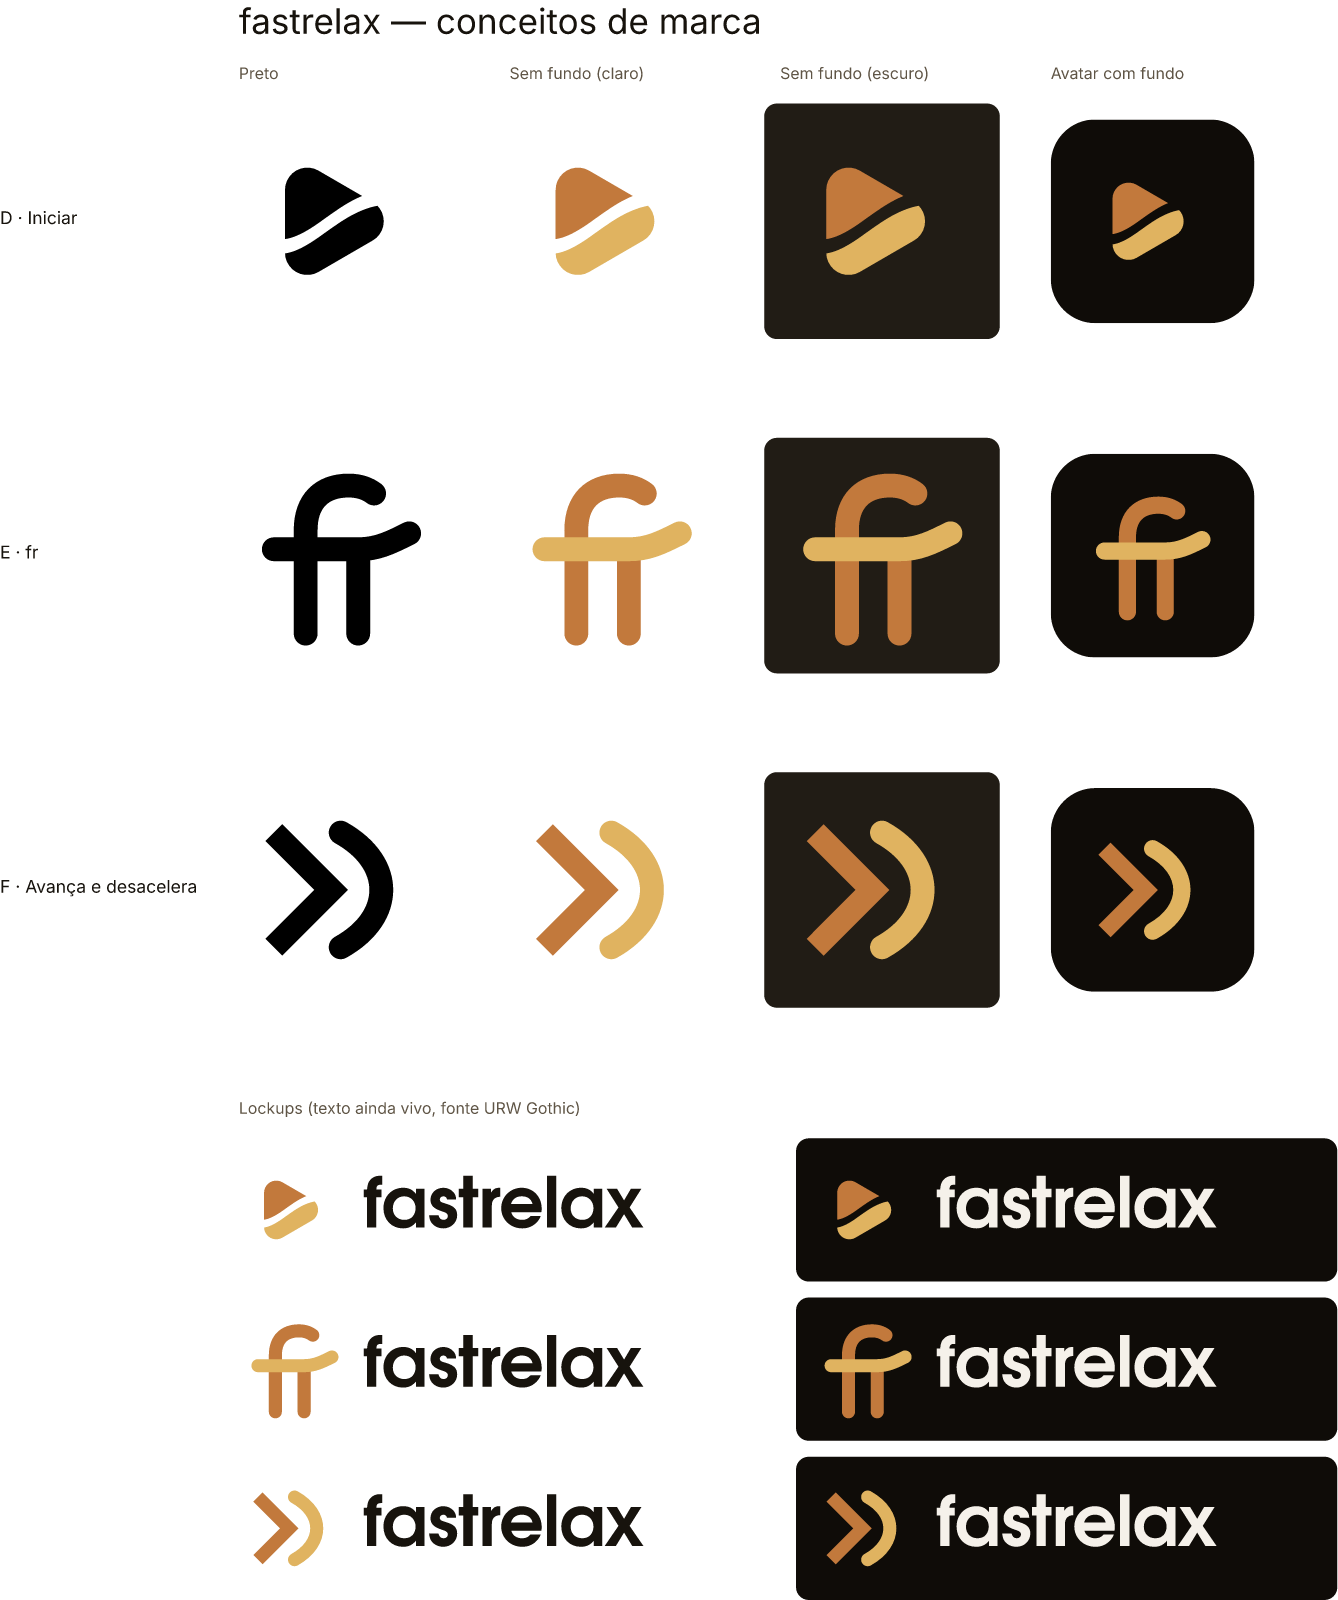 fastrelax — conceitos de marca
Preto
Sem fundo (claro)
Sem fundo (escuro)
Avatar com fundo
D · Iniciar
E · fr
F · Avança e desacelera
Lockups (texto ainda vivo, fonte URW Gothic)
fastrelax
fastrelax
fastrelax
fastrelax
fastrelax
fastrelax